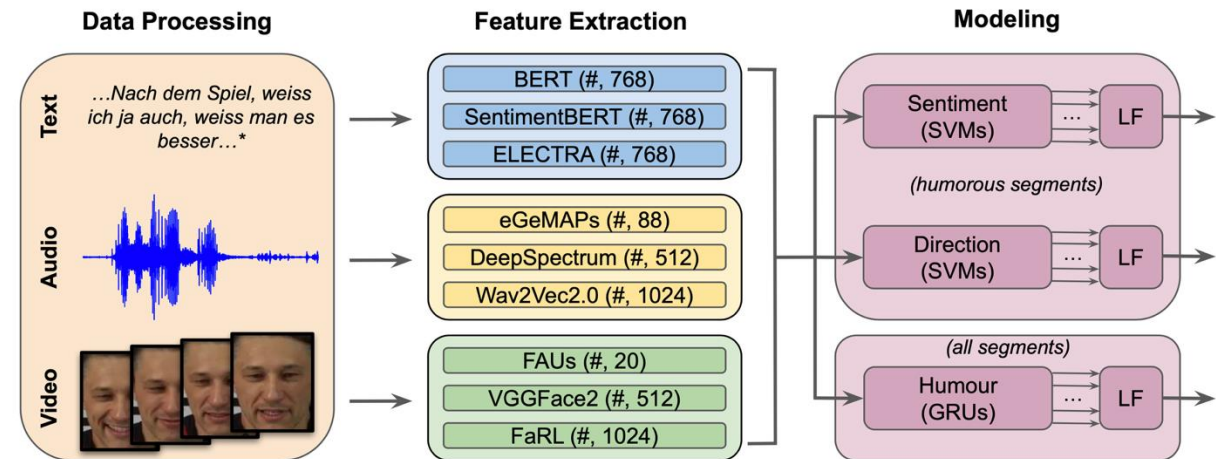 Data Processing
Feature Extraction
Modeling
Text
...Nach dem Spiel, weiss
ich ja auch, weiss man es
besser...*
Audio
Video
BERT (#, 768)
SentimentBERT (#, 768)
ELECTRA (#, 768)
eGeMAPs (#, 88)
DeepSpectrum (#, 512)
Wav2Vec2.0 (#, 1024)
FAUs (#, 20)
VGGFace2 (#, 512)
FaRL (#, 1024)
Sentiment
(SVMs)
...
LF
(humorous segments)
Direction
(SVMs)
...
LF
(all segments)
Humour
(GRUs)
...
LF